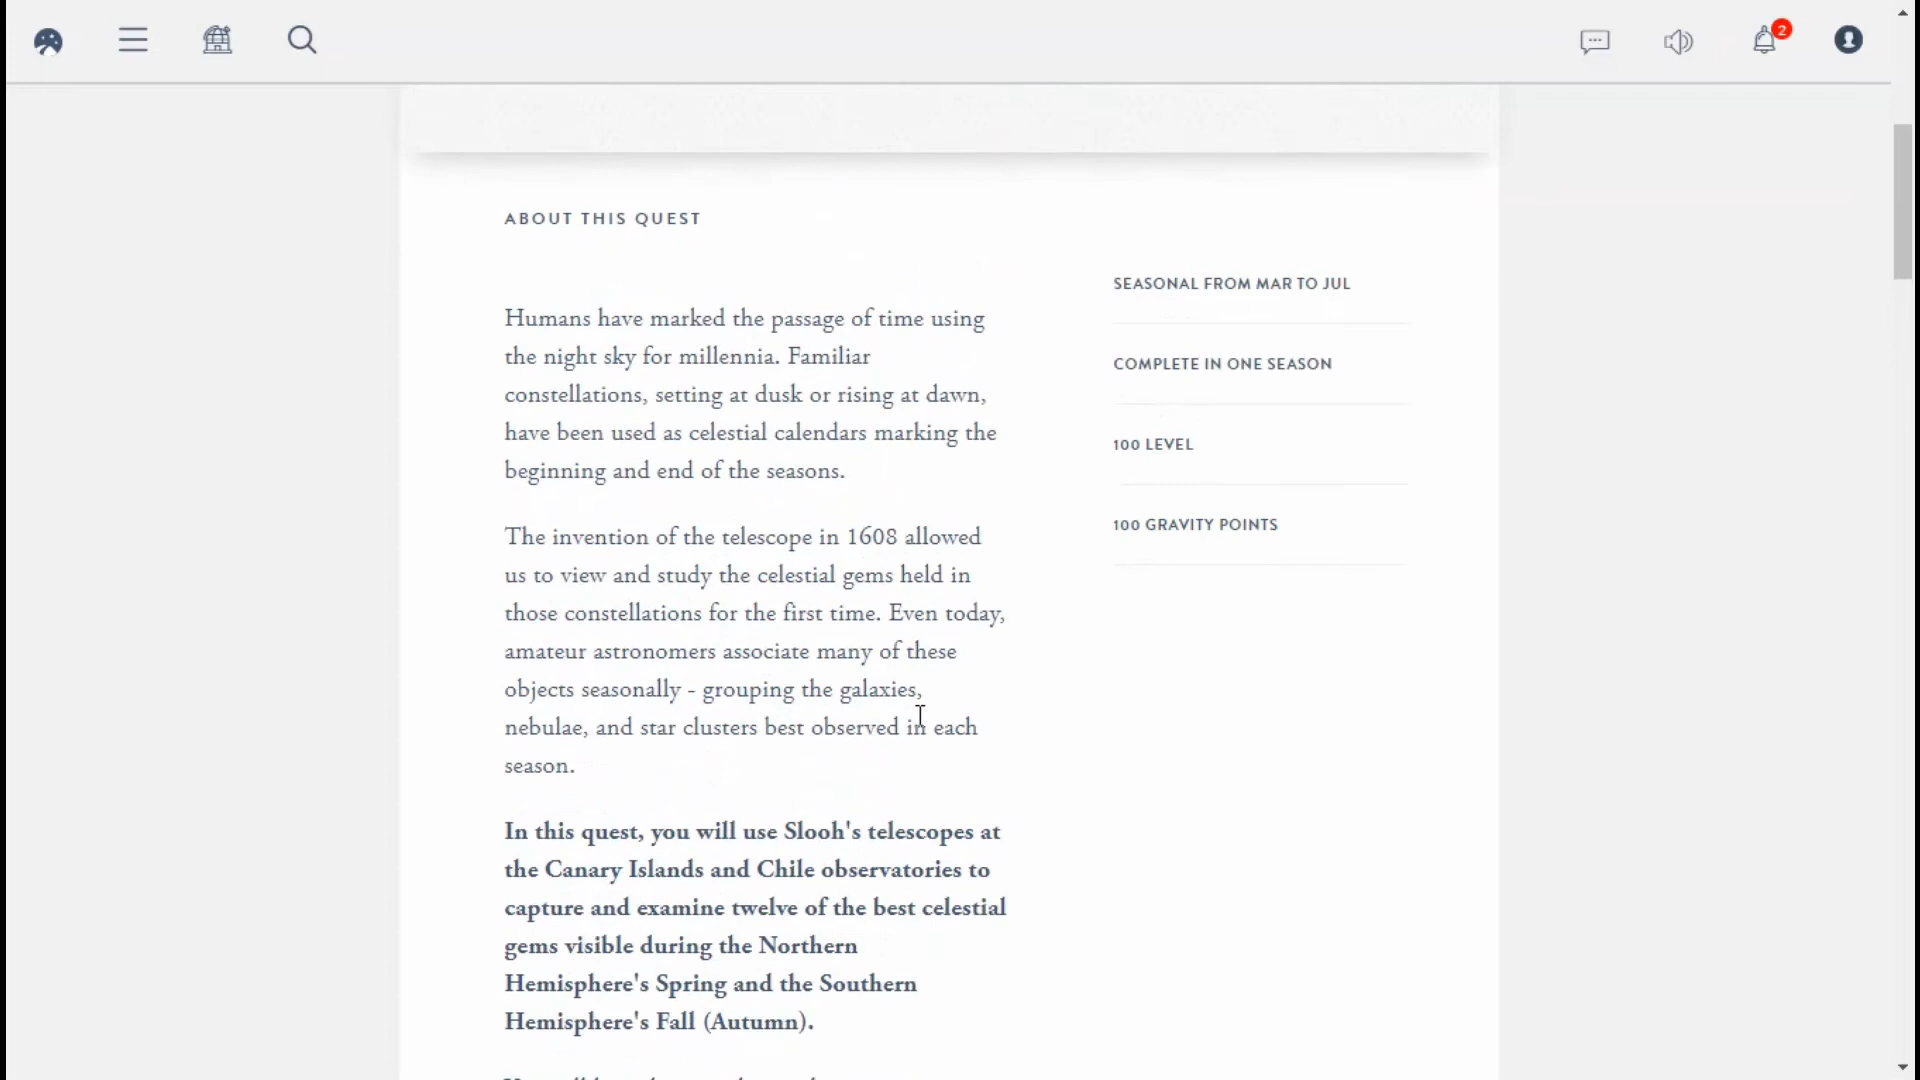 2
ABOUT THIS QUEST
Humans have marked the passage of time using
the night sky for millennia. Familiar
constellations, setting at dusk or rising at dawn,
have been used as celestial calendars marking the
beginning and end of the seasons.
The invention of the telescope in 1608 allowed
us to view and study the celestial gems held in
those constellations for the first time. Even today,
amateur astronomers associate many of these
objects seasonally - grouping the galaxies,
nebulae, and star clusters best observed in each
season.
In this quest, you will use Slooh's telescopes at
the Canary Islands and Chile observatories to
capture and examine twelve of the best celestial
gems visible during the Northern
Hemisphere's Spring and the Southern
Hemisphere's Fall (Autumn).
SEASONAL FROM MAR TO JUL
COMPLETE IN ONE SEASON
100 LEVEL
100 GRAVITY POINTS